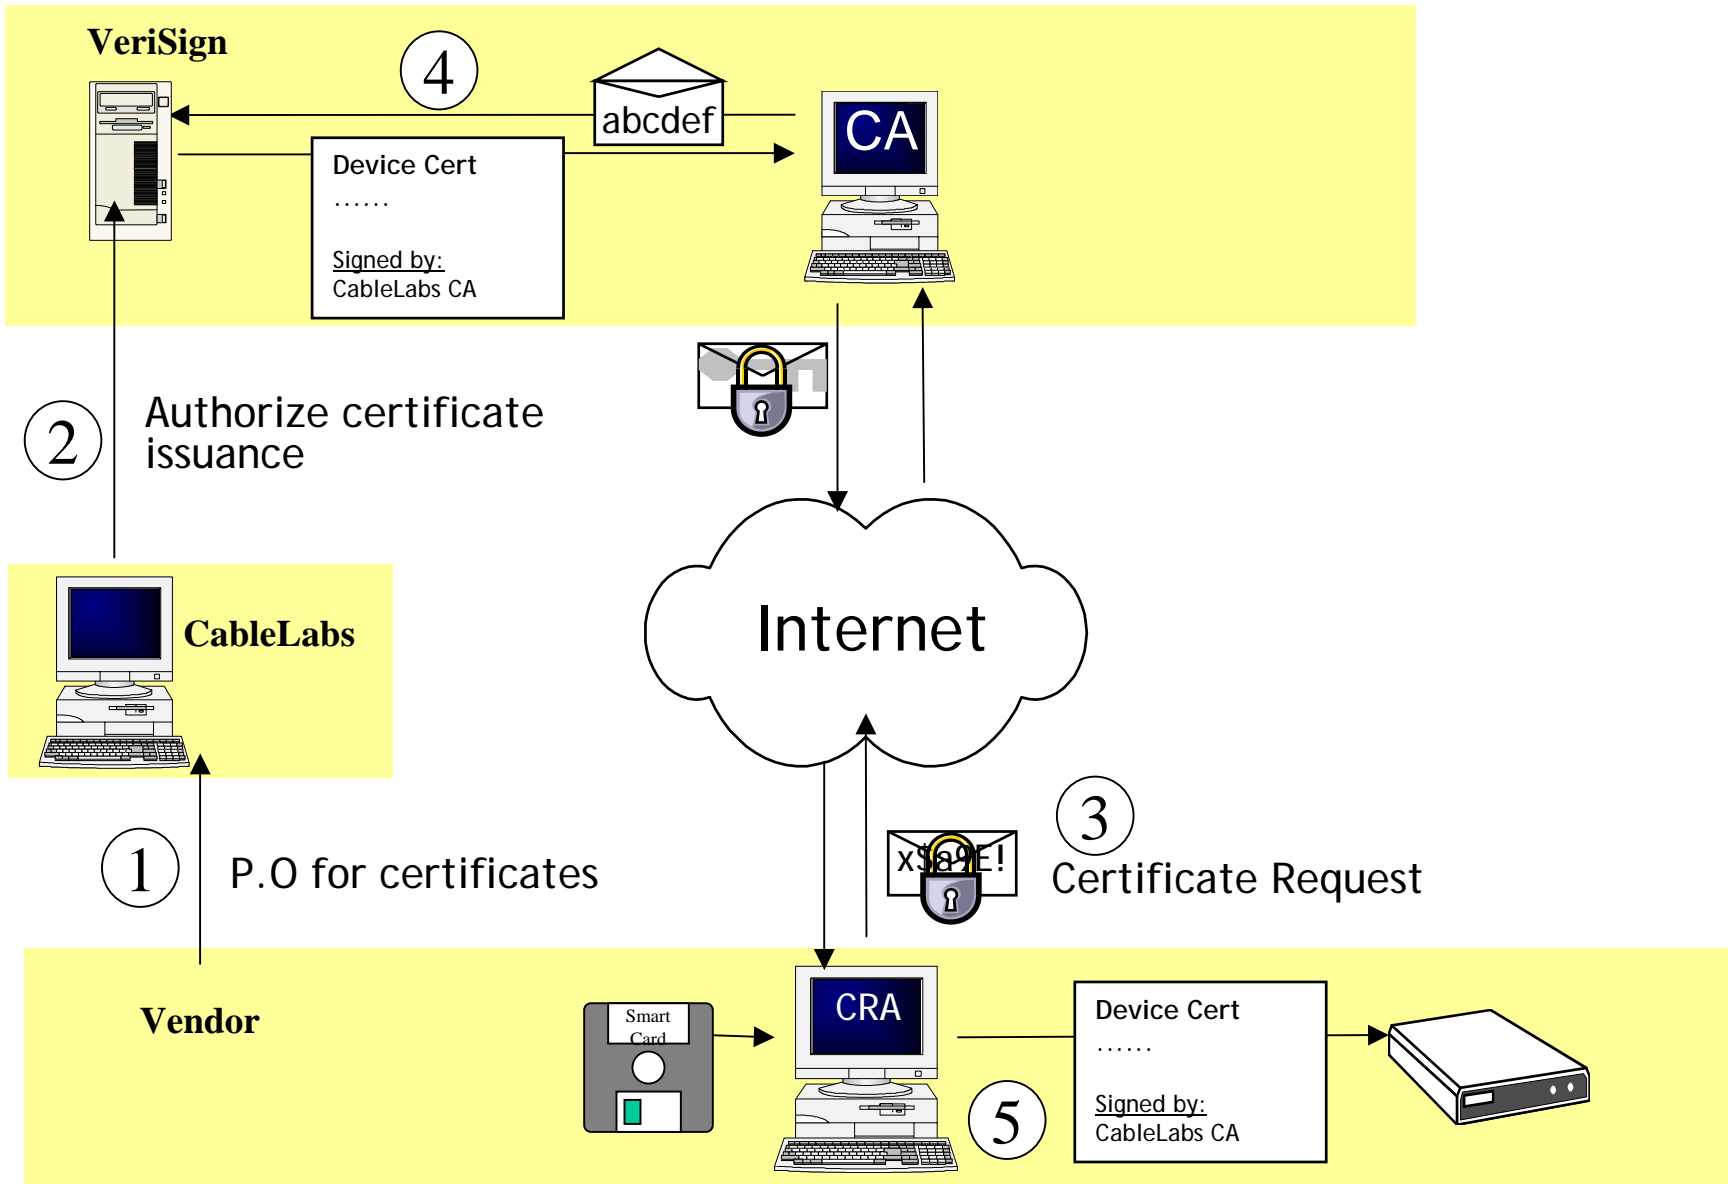 VeriSign
4
abcdef
CA
Device Cert
......
Signed by:
CableLabs CA
2
Authorize certificate
issuance
Internet
CableLabs
3
1
P.O for certificates
x$a9E!
Certificate Request
Vendor
Smart
Card
CRA
Device Cert
......
Signed by:
CableLabs CA
5